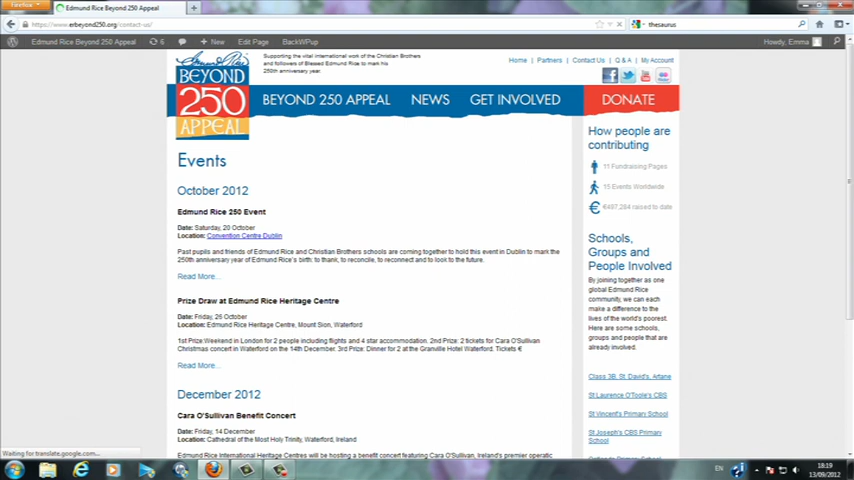 Firefox
Edmund Rice Beyond 250 Appeal
https://www.erbeyond250.org/contact-us/
thesaurus
Edmund Rice Beyond 250 Appeal 6 + New Edit Page BackWPup Howdy, Emma
Supporting the vital international work of the Christian Brothers
and followers of Blessed Edmund Rice to mark his
250th anniversary year.
Home | Partners | Contact Us | Q & A | My Account
Edmund Rice
BEYOND
250
APPEAL
BEYOND 250 APPEAL NEWS GET INVOLVED DONATE
Events
October 2012
Edmund Rice 250 Event
Date: Saturday, 20 October
Location: Convention Centre Dublin
Past pupils and friends of Edmund Rice and Christian Brothers schools are coming together to hold this event in Dublin to mark the
250th anniversary year of Edmund Rice's birth: to thank, to reconcile, to reconnect and to look to the future.
Read More...
Prize Draw at Edmund Rice Heritage Centre
Date: Friday, 26 October
Location: Edmund Rice Heritage Centre, Mount Sion, Waterford
1st Prize:Weekend in London for 2 people including flights and 4 star accommodation. 2nd Prize: 2 tickets for Cara O'Sullivan
Christmas concert in Waterford on the 14th December. 3rd Prize: Dinner for 2 at the Granville Hotel Waterford. Tickets €
Read More...
December 2012
Cara O'Sullivan Benefit Concert
Date: Friday, 14 December
Location: Cathedral of the Most Holy Trinity, Waterford, Ireland
Edmund Rice International Heritage Centres will be hosting a benefit concert featuring Cara O'Sullivan, Ireland's premier operatic
How people are
contributing
11 Fundraising Pages
15 Events Worldwide
€497,284 raised to date
Schools,
Groups and
People Involved
By joining together as one
global Edmund Rice
community, we can each
make a difference to the
lives of the world's poorest.
Here are some schools,
groups and people that are
already involved.
Class 3B, St. David's, Artane
St Laurence O'Toole's CBS
St Vincent's Primary School
St Joseph's CBS Primary
School
Waiting for translate.google.com...
EN
18:19
13/09/2012